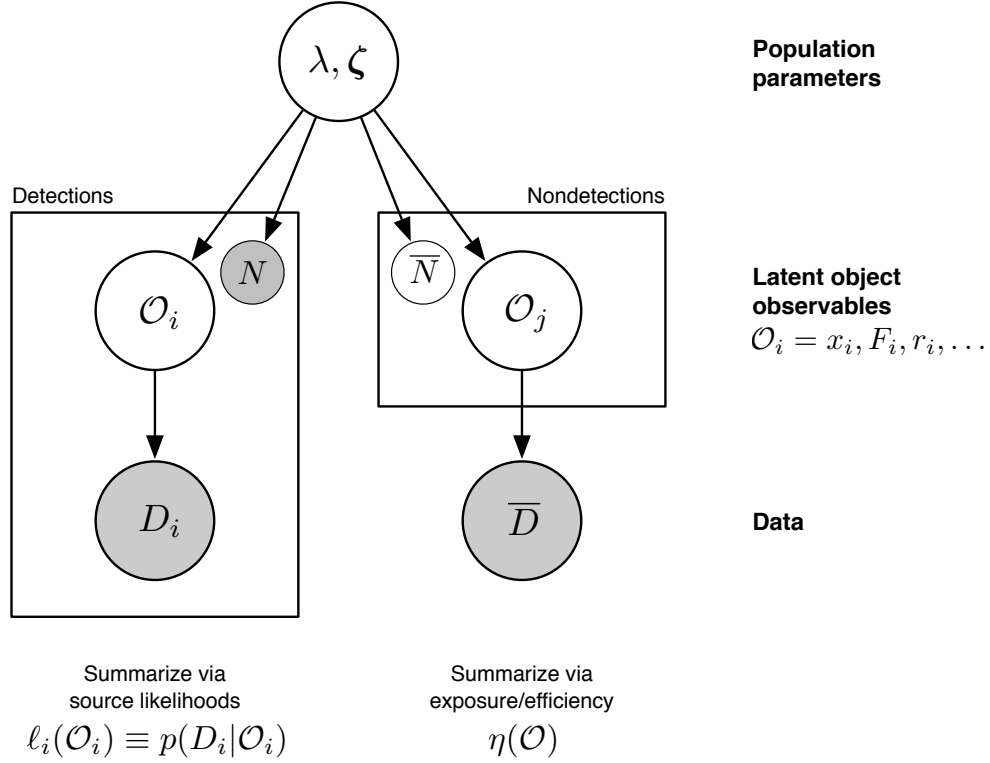 λ, ζ
Population
parameters
Detections
Nondetections
N
N̅
𝒪ᵢ
𝒪ⱼ
Latent object
observables
𝒪ᵢ = xᵢ, Fᵢ, rᵢ, …
Dᵢ
D̅
Data
Summarize via
source likelihoods
ℓᵢ(𝒪ᵢ) ≡ p(Dᵢ|𝒪ᵢ)
Summarize via
exposure/efficiency
η(𝒪)